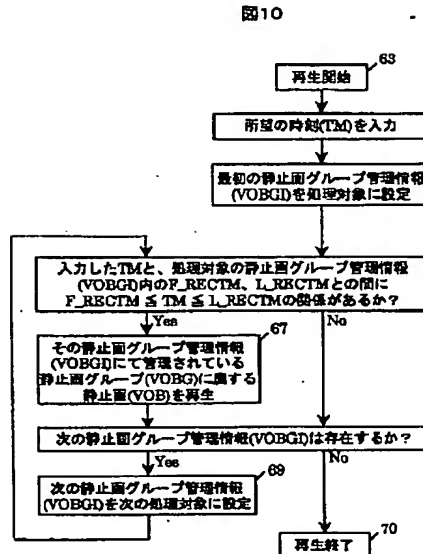 図10
63
再生開始
所望の時刻(TM)を入力
最初の静止画グループ管理情報
(VOBGI)を処理対象に設定
入力したTMと、処理対象の静止画グループ管理情報
(VOBGI)内のF_RECTM、L_RECTMとの間に
F_RECTM ≦ TM ≦ L_RECTMの関係があるか?
Yes
No
67
その静止画グループ管理情報
(VOBGI)にて管理されている
静止画グループ(VOBG)に属する
静止画(VOB)を再生
次の静止画グループ管理情報(VOBGI)は存在するか?
Yes
No
69
次の静止画グループ管理情報
(VOBGI)を次の処理対象に設定
70
再生終了